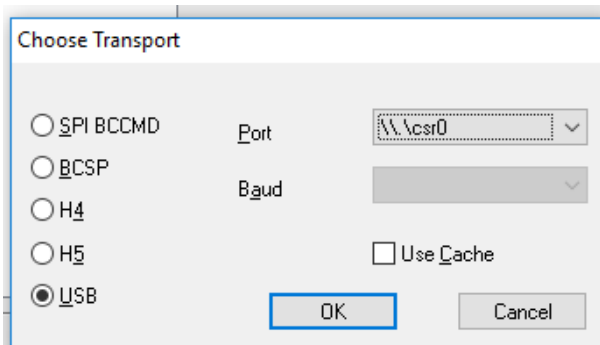 Choose Transport
SPI BCCMD
BCSP
H4
H5
USB
Port
\\.\csr0
Baud
Use Cache
OK
Cancel